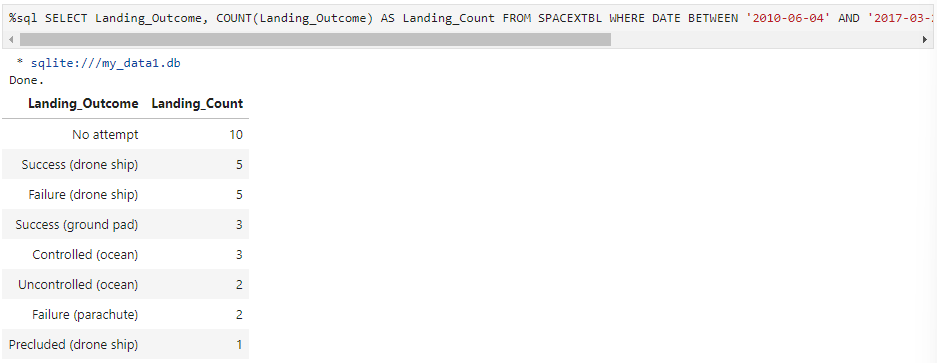 %sql SELECT Landing_Outcome, COUNT(Landing_Outcome) AS Landing_Count FROM SPACEXTBL WHERE DATE BETWEEN '2010-06-04' AND '2017-03-
* sqlite:///my_data1.db
Done.
Landing_Outcome Landing_Count
No attempt 10
Success (drone ship) 5
Failure (drone ship) 5
Success (ground pad) 3
Controlled (ocean) 3
Uncontrolled (ocean) 2
Failure (parachute) 2
Precluded (drone ship) 1